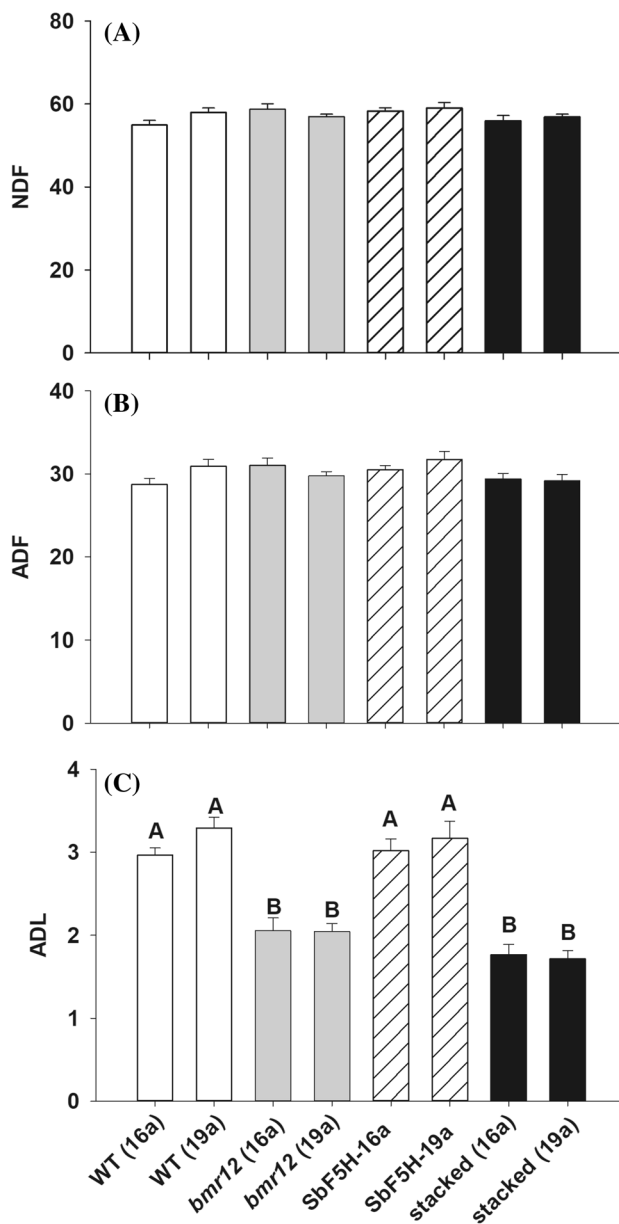 (A)
80
60
40
20
0
NDF
(B)
40
30
20
10
0
ADF
(C)
4
3
2
1
0
ADL
A
A
B
B
A
A
B
B
WT (16a)
WT (19a)
bmr12 (16a)
bmr12 (19a)
SbF5H-16a
SbF5H-19a
stacked (16a)
stacked (19a)